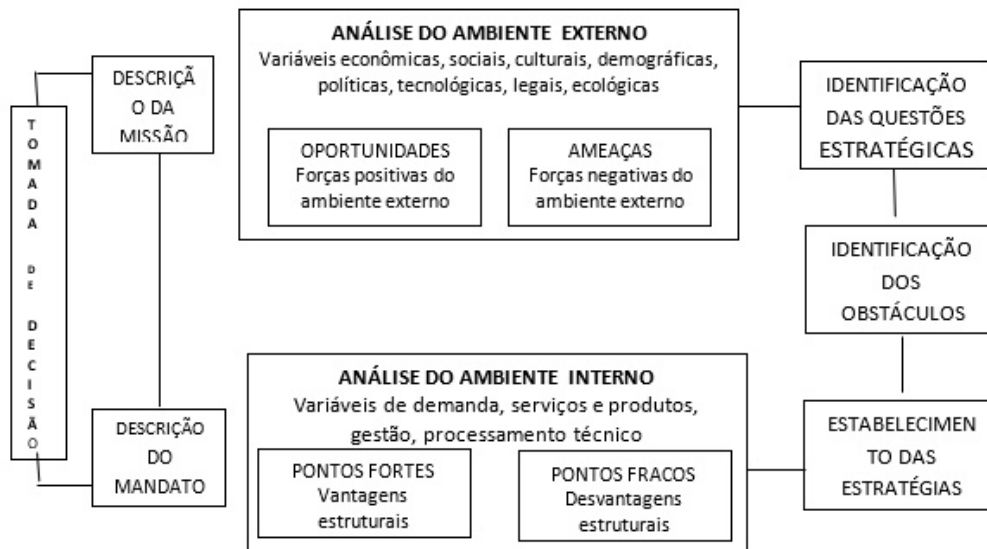 TOMADA DE DECISÃO
DESCRIÇÃ
O DA
MISSÃO
DESCRIÇÃO
DO
MANDATO
ANÁLISE DO AMBIENTE EXTERNO
Variáveis econômicas, sociais, culturais, demográficas,
políticas, tecnológicas, legais, ecológicas
OPORTUNIDADES
Forças positivas do
ambiente externo
AMEAÇAS
Forças negativas do
ambiente externo
ANÁLISE DO AMBIENTE INTERNO
Variáveis de demanda, serviços e produtos,
gestão, processamento técnico
PONTOS FORTES
Vantagens
estruturais
PONTOS FRACOS
Desvantagens
estruturais
IDENTIFICAÇÃO
DAS QUESTÕES
ESTRATÉGICAS
IDENTIFICAÇÃO
DOS
OBSTÁCULOS
ESTABELECIMEN
TO DAS
ESTRATÉGIAS